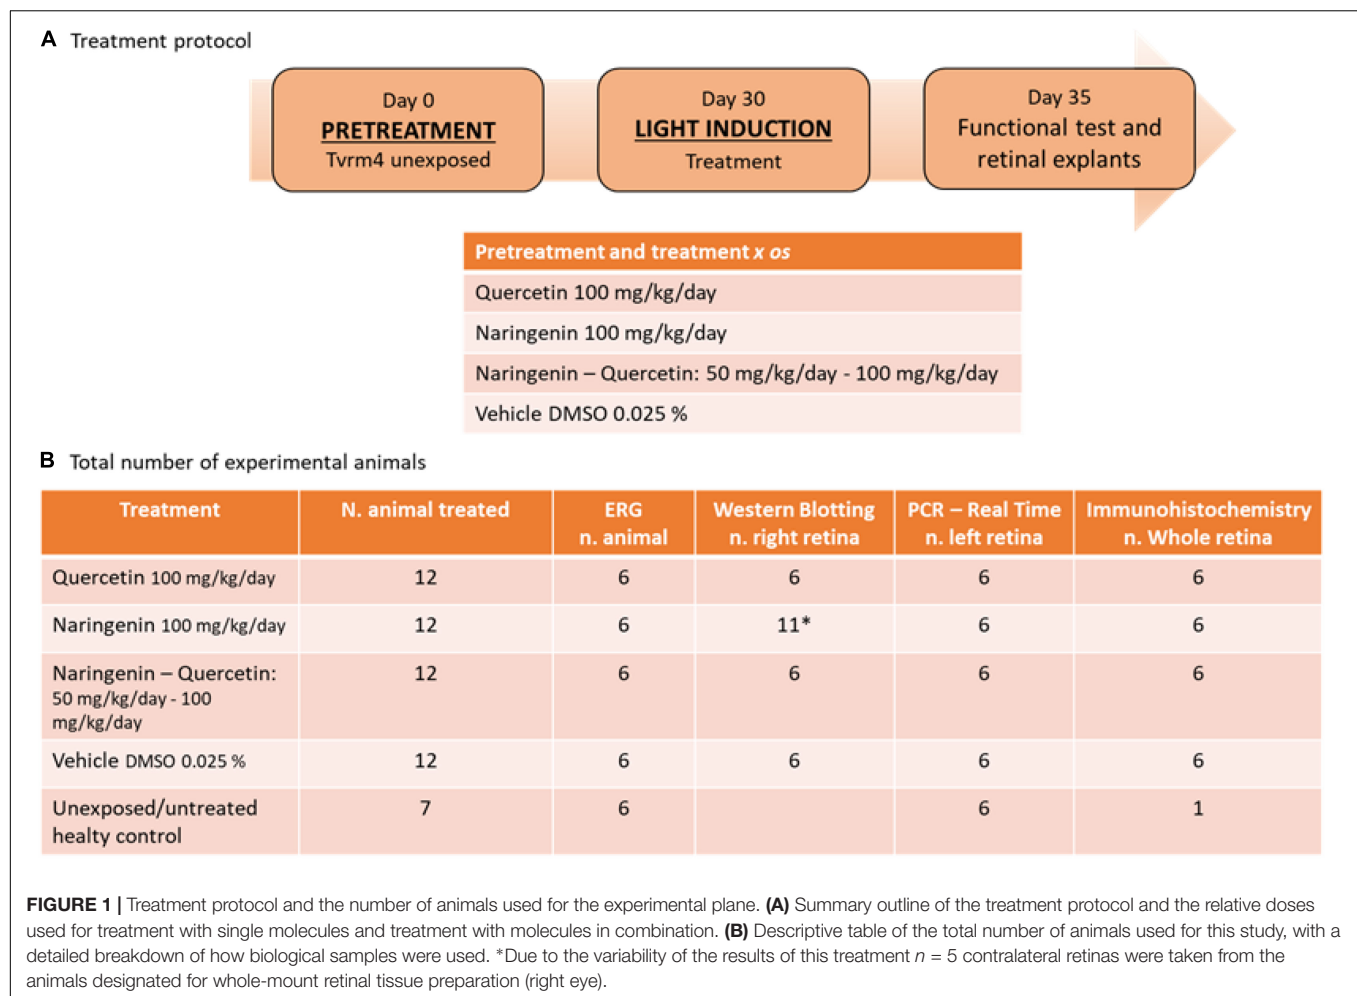 A Treatment protocol
Day 0
PRETREATMENT
Tvrm4 unexposed
Day 30
LIGHT INDUCTION
Treatment
Day 35
Functional test and
retinal explants
Pretreatment and treatment x os
Quercetin 100 mg/kg/day
Naringenin 100 mg/kg/day
Naringenin – Quercetin: 50 mg/kg/day - 100 mg/kg/day
Vehicle DMSO 0.025 %
B Total number of experimental animals
Treatment
N. animal treated
ERG
n. animal
Western Blotting
n. right retina
PCR – Real Time
n. left retina
Immunohistochemistry
n. Whole retina
Quercetin 100 mg/kg/day 12 6 6 6 6
Naringenin 100 mg/kg/day 12 6 11* 6 6
Naringenin – Quercetin: 12 6 6 6 6
50 mg/kg/day - 100
mg/kg/day
Vehicle DMSO 0.025 % 12 6 6 6 6
Unexposed/untreated 7 6 6 1
healty control
FIGURE 1 | Treatment protocol and the number of animals used for the experimental plane. (A) Summary outline of the treatment protocol and the relative doses
used for treatment with single molecules and treatment with molecules in combination. (B) Descriptive table of the total number of animals used for this study, with a
detailed breakdown of how biological samples were used. *Due to the variability of the results of this treatment n = 5 contralateral retinas were taken from the
animals designated for whole-mount retinal tissue preparation (right eye).